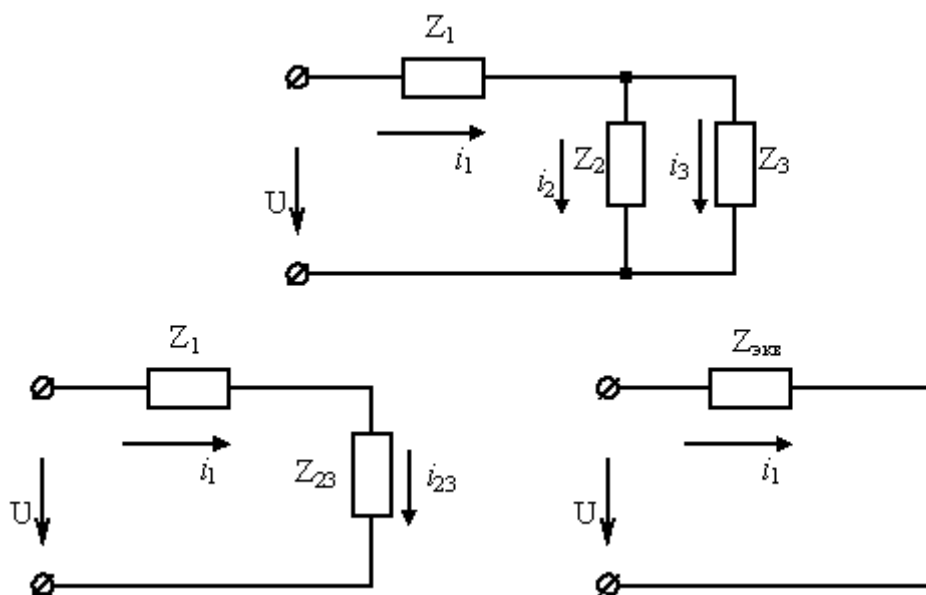 Z₁
i₁
i₂
Z₂
i₃
Z₃
U
Z₁
i₁
Z₂₃
i₂₃
U
Zэкв
i₁
U